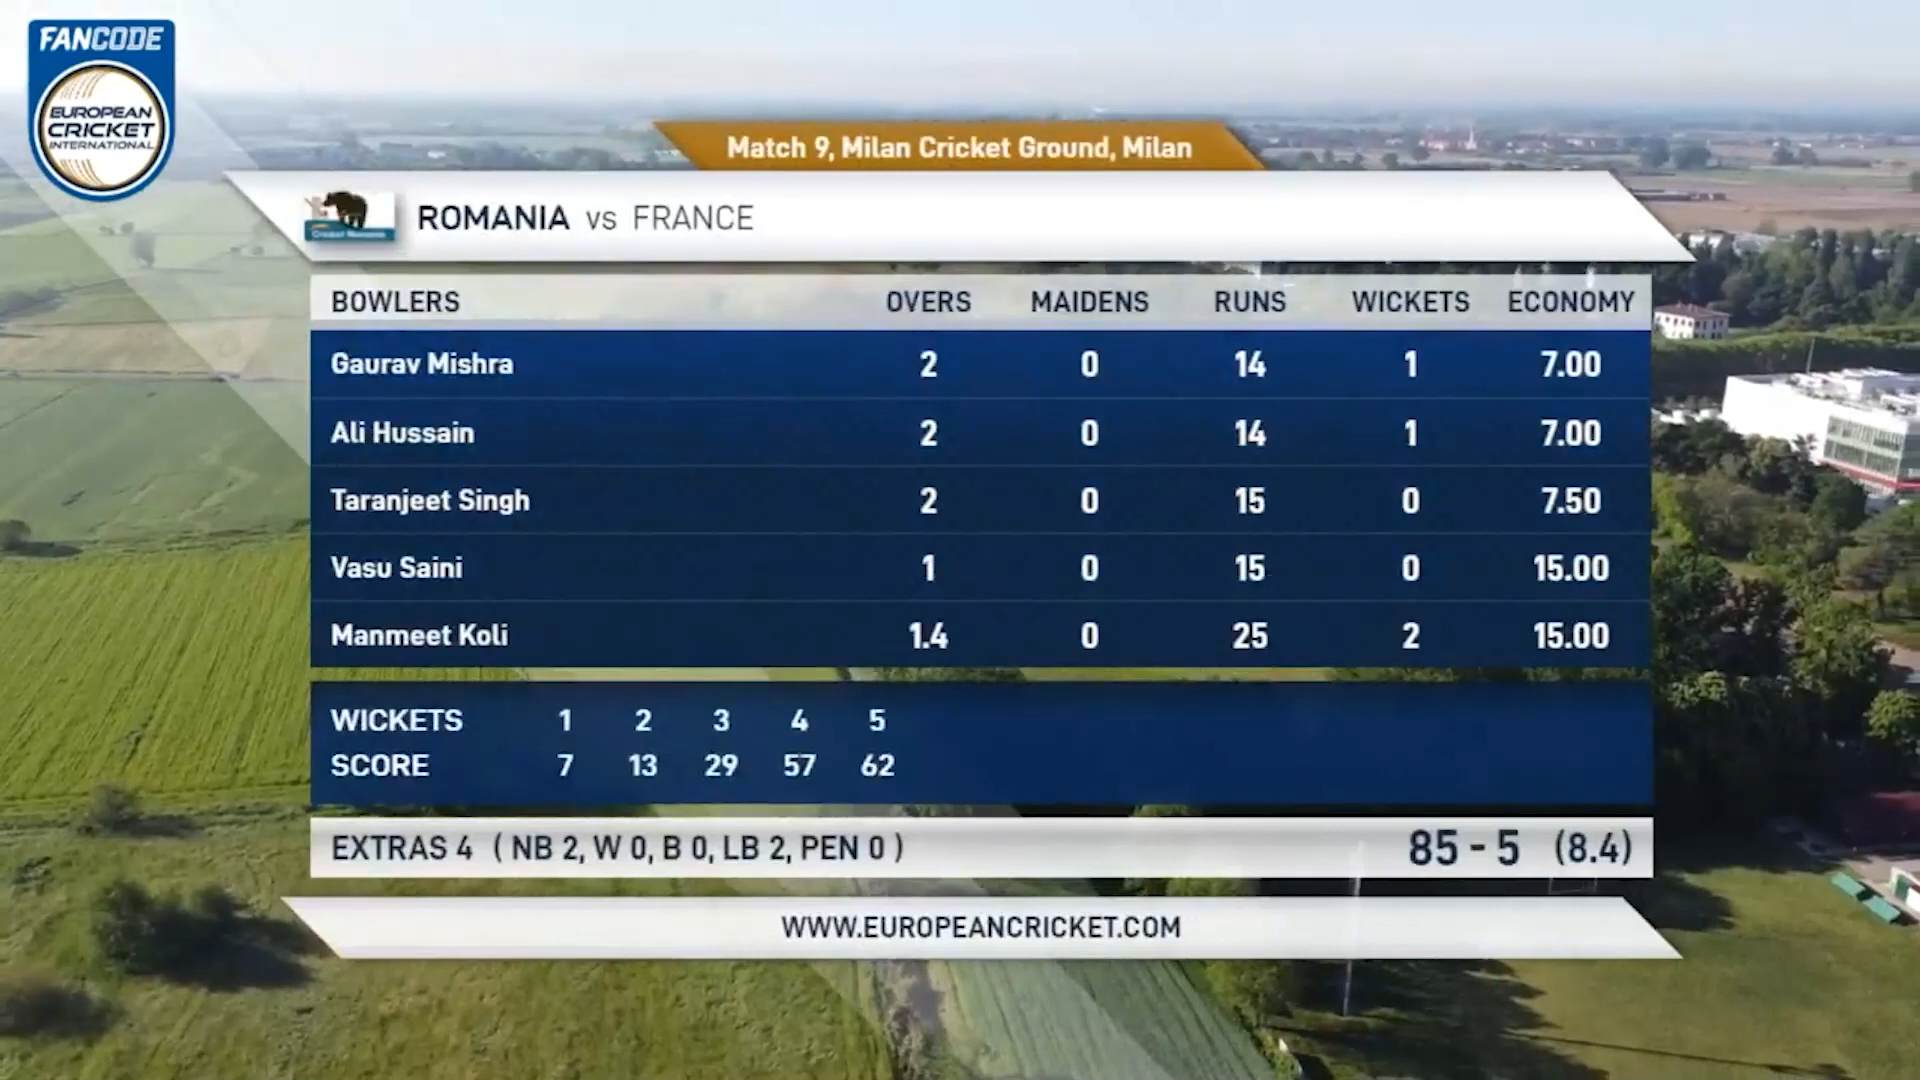 FANCODE
EUROPEAN
CRICKET
INTERNATIONAL
Match 9, Milan Cricket Ground, Milan
ROMANIA vs FRANCE
Cricket Romania
BOWLERS OVERS MAIDENS RUNS WICKETS ECONOMY
Gaurav Mishra 2 0 14 1 7.00
Ali Hussain 2 0 14 1 7.00
Taranjeet Singh 2 0 15 0 7.50
Vasu Saini 1 0 15 0 15.00
Manmeet Koli 1.4 0 25 2 15.00
WICKETS 1 2 3 4 5
SCORE 7 13 29 57 62
EXTRAS 4 ( NB 2, W 0, B 0, LB 2, PEN 0 ) 85 - 5 (8.4)
WWW.EUROPEANCRICKET.COM